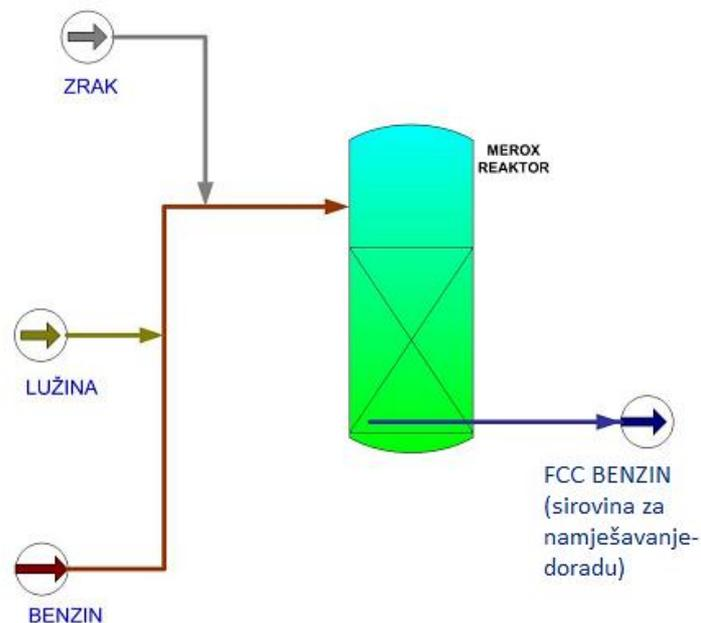 ZRAK
MEROX
REAKTOR
LUŽINA
FCC BENZIN
(sirovina za
namješavanje-
doradu)
BENZIN